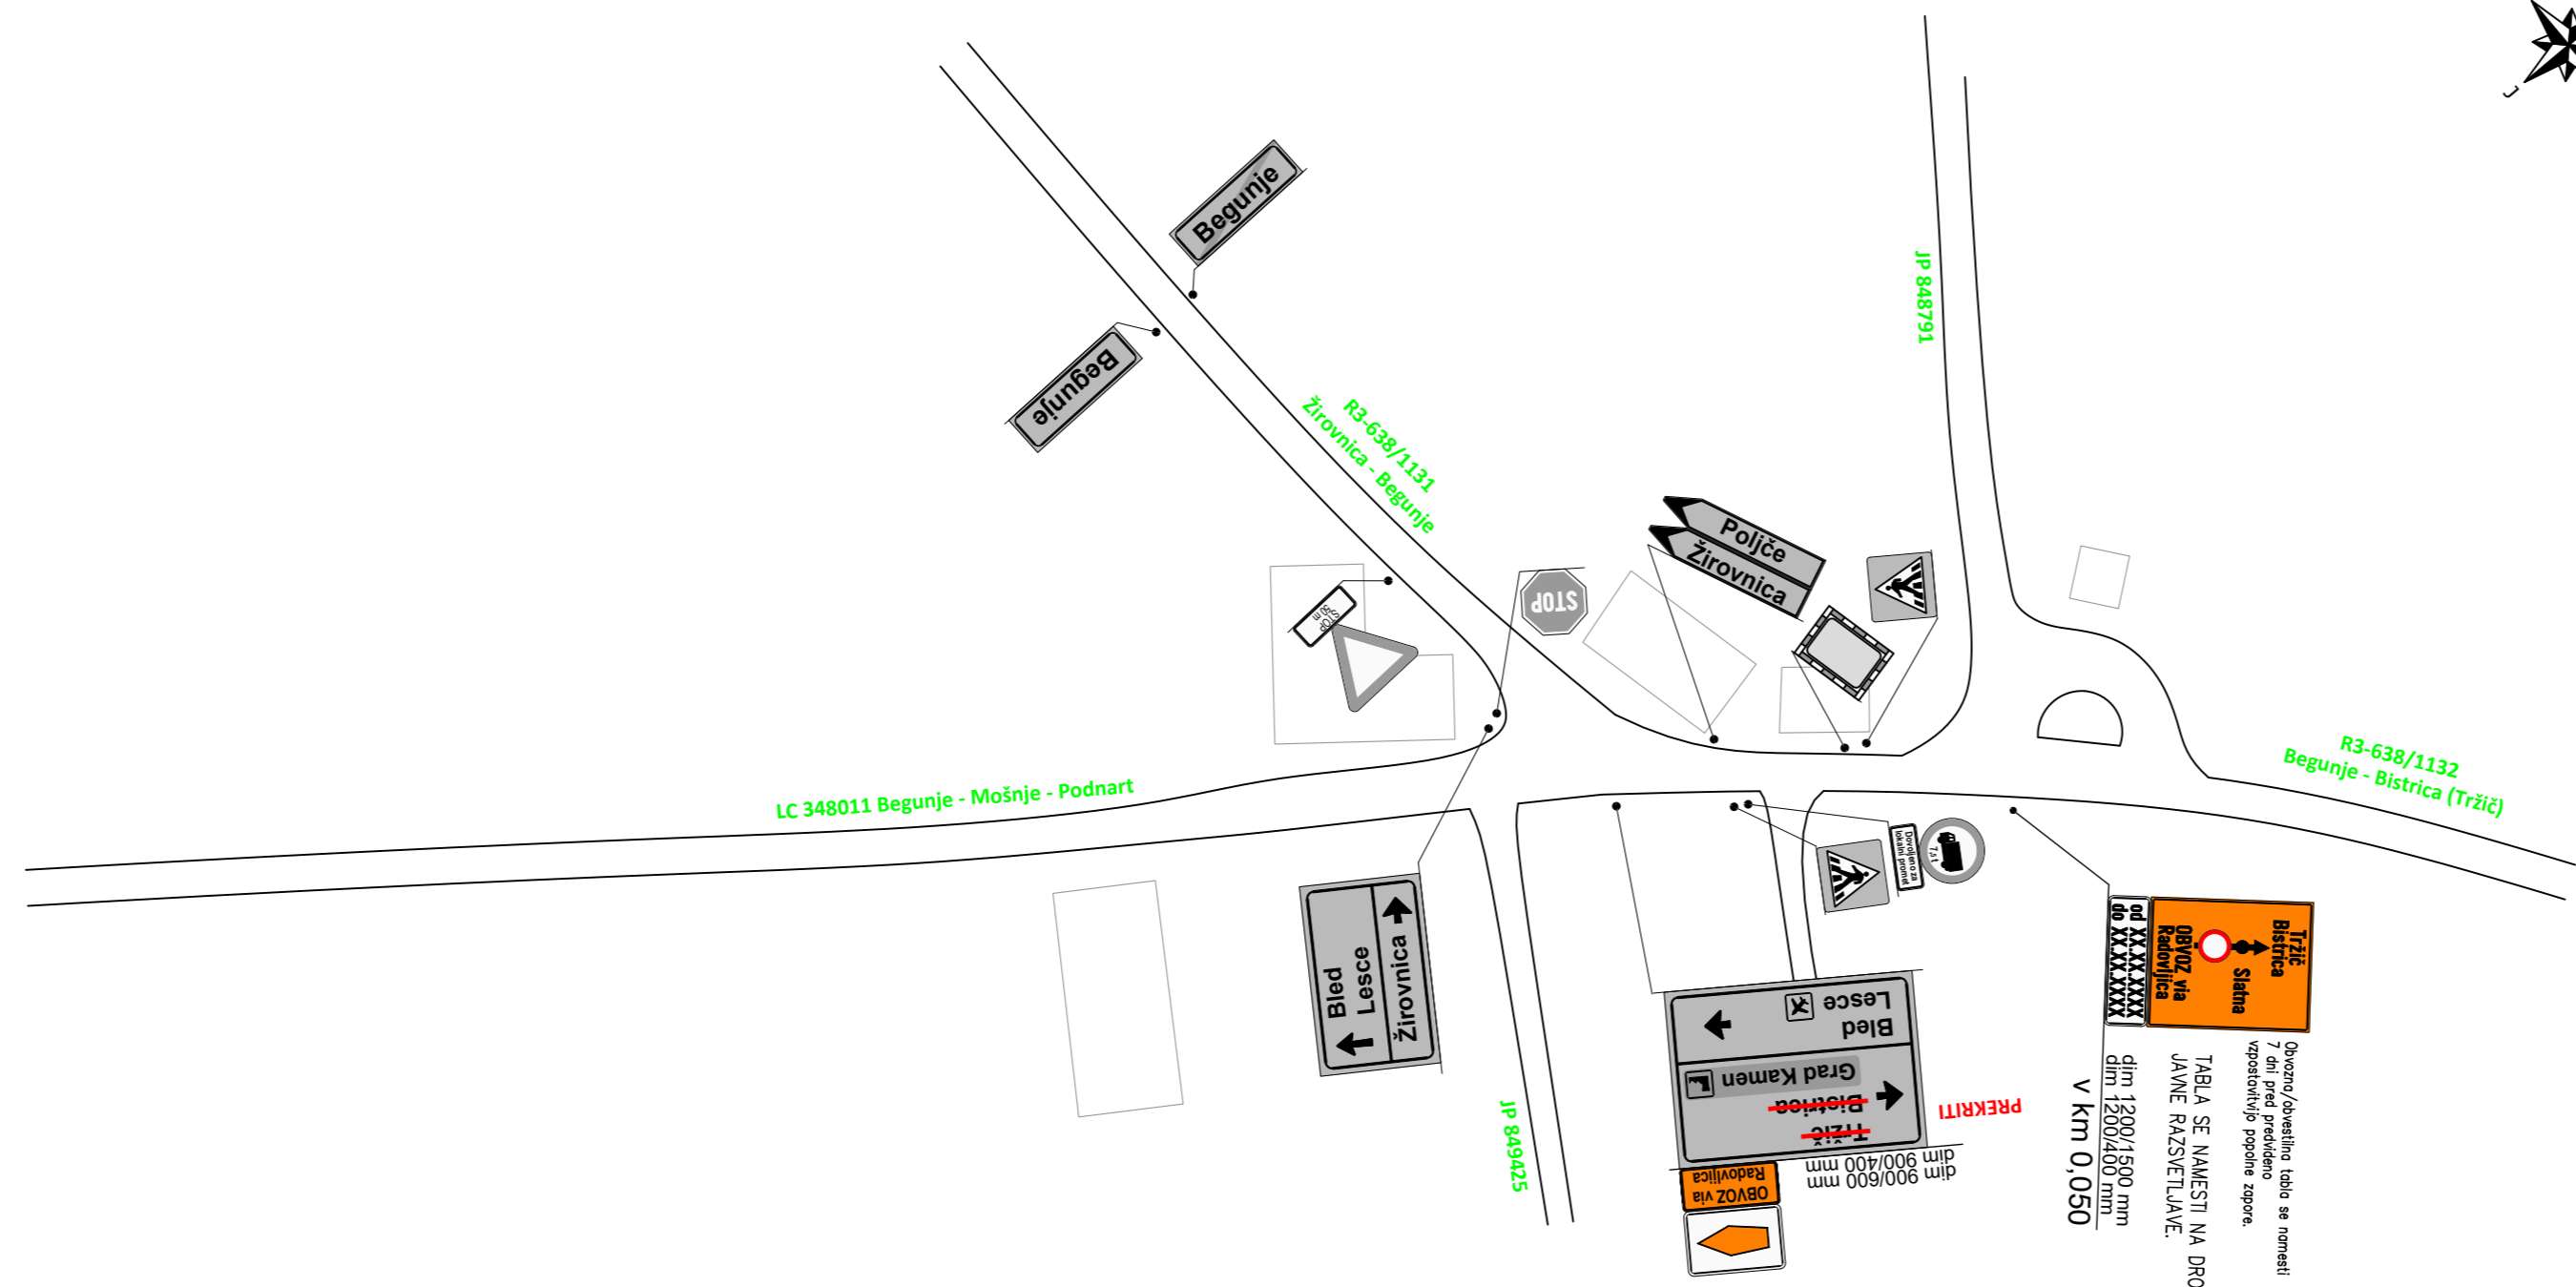 J
Begunje
Begunje
R3-638/1131
Žirovnica - Begunje
JP 848791
Poljče
Žirovnica
STOP
STOP
50 m
R3-638/1132
Begunje - Bistrica (Tržič)
LC 348011 Begunje - Mošnje - Podnart
Dovoljeno za
lokalni promet
7,5 t
Bled
Lesce
Žirovnica
JP 849425
Tržič
Bistrica
Grad Kamen
Bled
Lesce
PREKRITI
dim 900/600 mm
dim 900/400 mm
OBVOZ via
Radovljica
Tržič
Bistrica
Slatna
OBVOZ via
Radovljica
od XX.XX.XXXX
do XX.XX.XXXX
Obvozna/obvestilna tabla se namesti
7 dni pred predvideno
vzpostavitvijo popolne zapore.
TABLA SE NAMESTI NA DRO
JAVNE RAZSVETLJAVE.
dim 1200/1500 mm
dim 1200/400 mm
v km 0,050